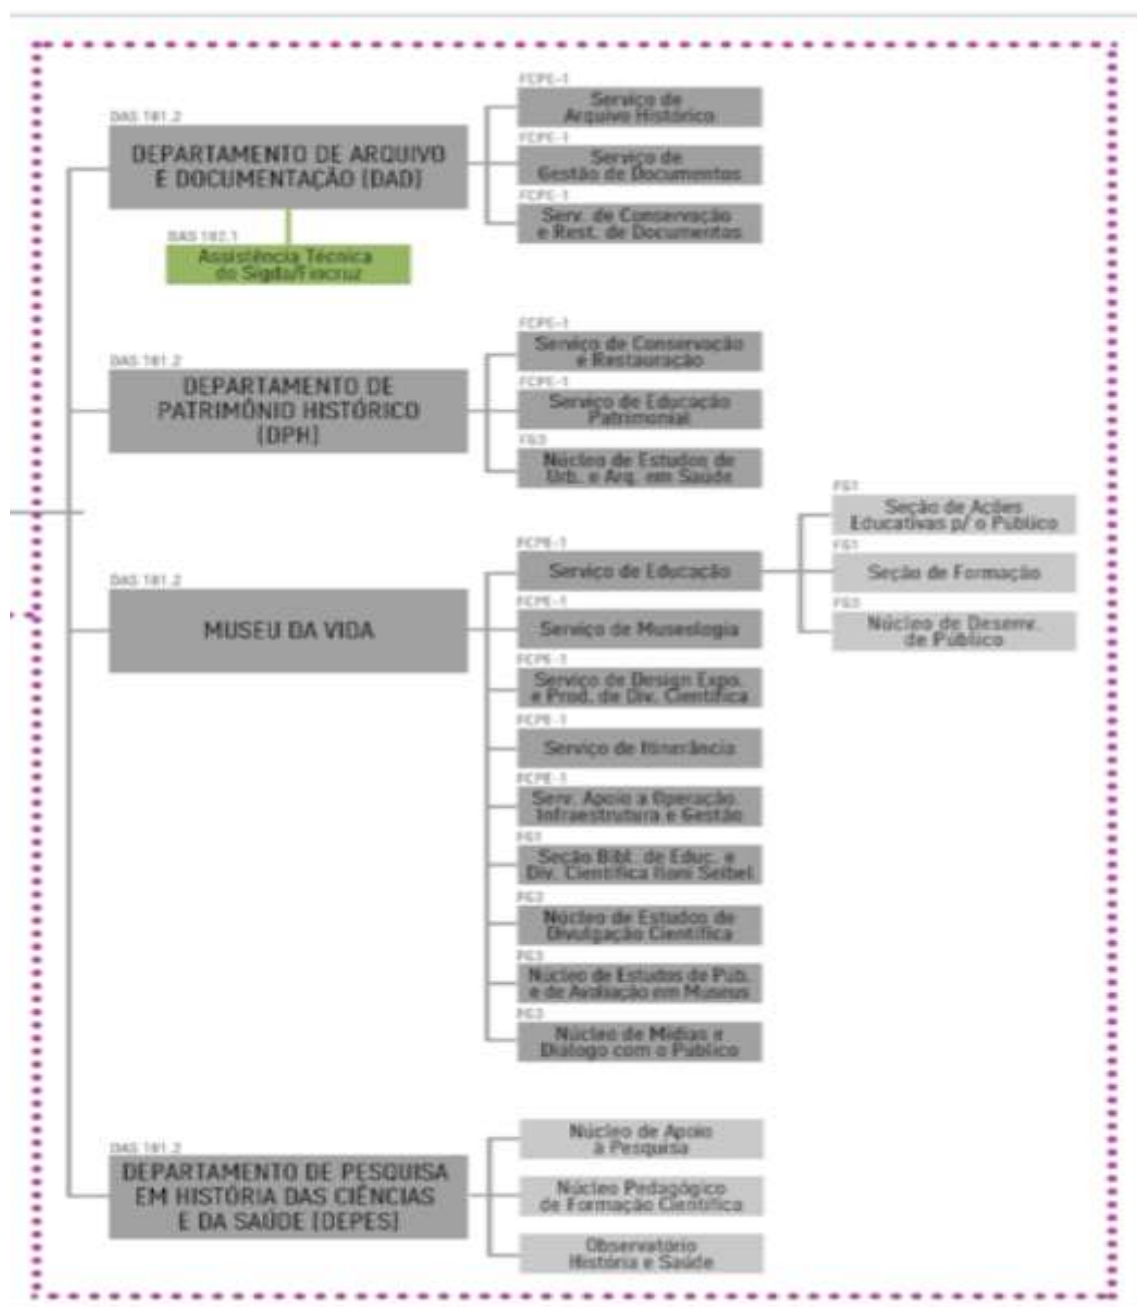 DAS 101.2
DEPARTAMENTO DE ARQUIVO
E DOCUMENTAÇÃO (DAD)
DAS 102.1
Assistência Técnica
do Sigda/Fiocruz
FCPE-1
Serviço de
Arquivo Histórico
FCPE-1
Serviço de
Gestão de Documentos
FCPE-1
Serv. de Conservação
e Rest. de Documentos
DAS 101.2
DEPARTAMENTO DE
PATRIMÔNIO HISTÓRICO
(DPH)
FCPE-1
Serviço de Conservação
e Restauração
FCPE-1
Serviço de Educação
Patrimonial
FG3
Núcleo de Estudos de
Urb. e Arq. em Saúde
DAS 101.2
MUSEU DA VIDA
FCPE-1
Serviço de Educação
FG1
Seção de Ações
Educativas p/ o Público
FG1
Seção de Formação
FG3
Núcleo de Desenv.
de Público
FCPE-1
Serviço de Museologia
FCPE-1
Serviço de Design Expo.
e Prod. de Div. Científica
FCPE-1
Serviço de Itinerância
FCPE-1
Serv. Apoio a Operação.
Infraestrutura e Gestão
FG1
Seção Bibl. de Educ. e
Div. Científica Iloni Seibel
FG2
Núcleo de Estudos de
Divulgação Científica
FG3
Núcleo de Estudos de Púb.
e de Avaliação em Museus
FG3
Núcleo de Mídias e
Diálogo com o Público
DAS 101.2
DEPARTAMENTO DE PESQUISA
EM HISTÓRIA DAS CIÊNCIAS
E DA SAÚDE (DEPES)
Núcleo de Apoio
à Pesquisa
Núcleo Pedagógico
de Formação Científica
Observatório
História e Saúde